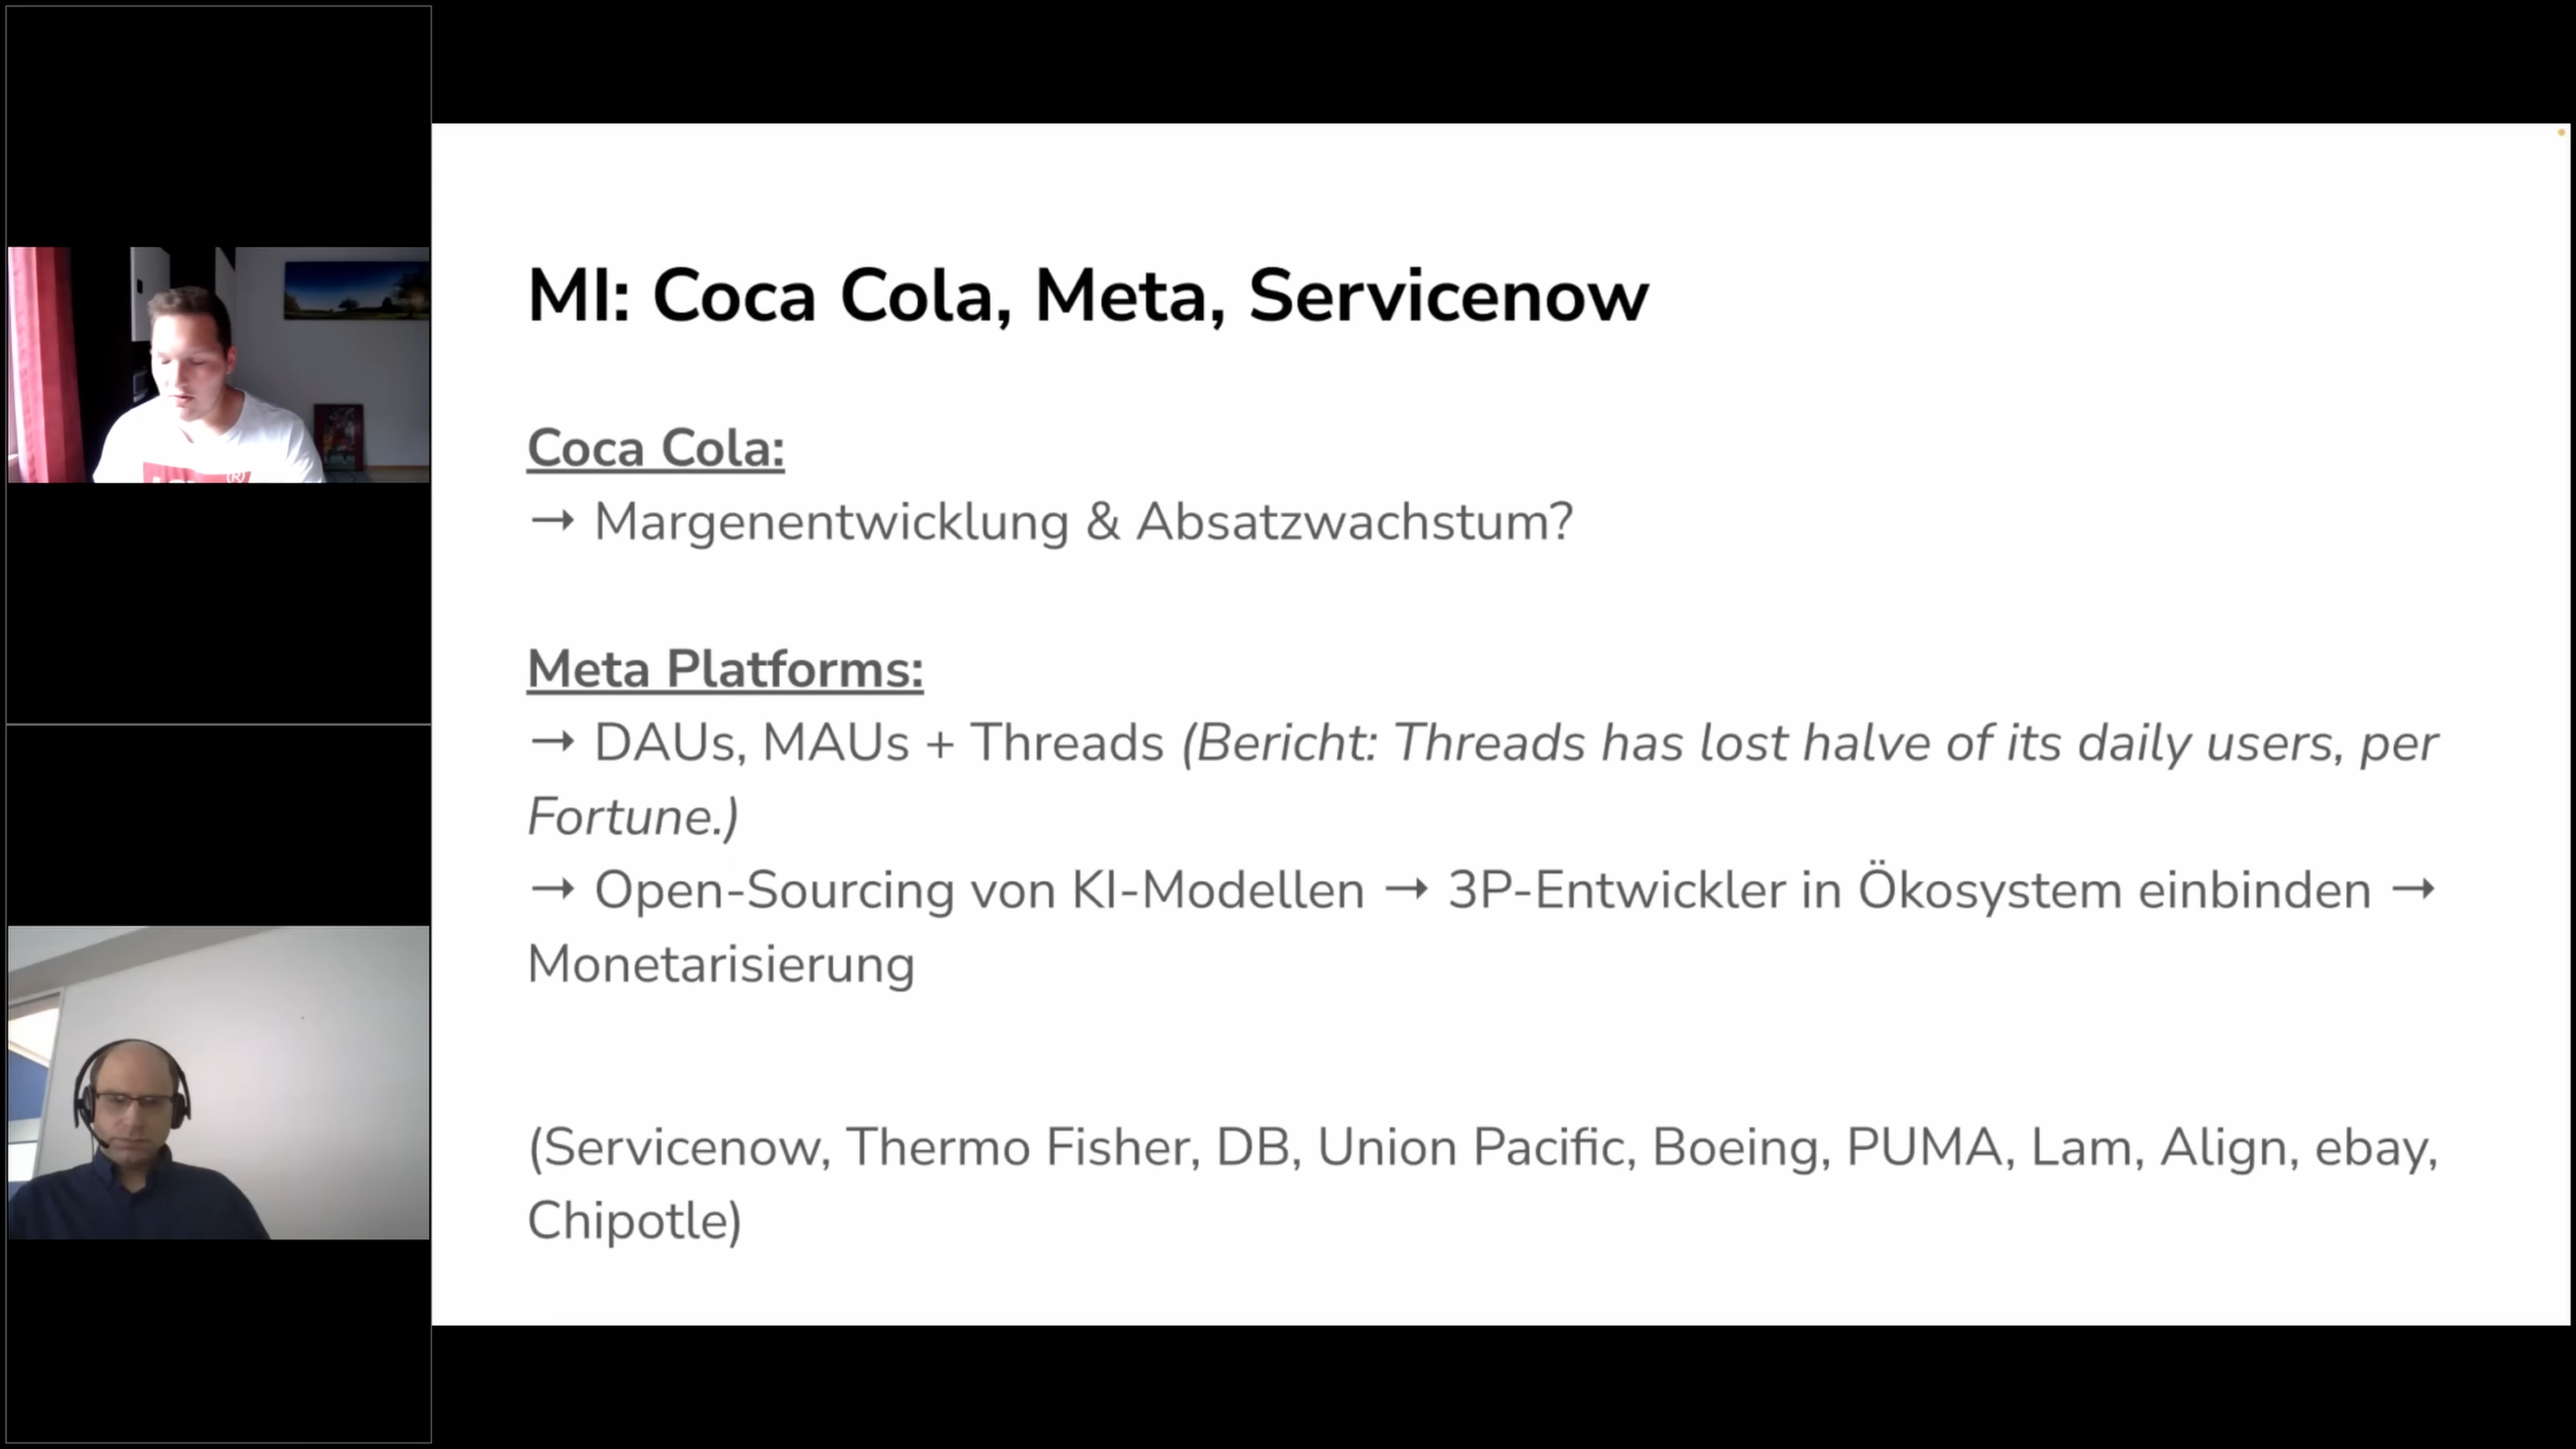 MI: Coca Cola, Meta, Servicenow
Coca Cola:
→ Margenentwicklung & Absatzwachstum?
Meta Platforms:
→ DAUs, MAUs + Threads (Bericht: Threads has lost halve of its daily users, per
Fortune.)
→ Open-Sourcing von KI-Modellen → 3P-Entwickler in Ökosystem einbinden →
Monetarisierung
(Servicenow, Thermo Fisher, DB, Union Pacific, Boeing, PUMA, Lam, Align, ebay,
Chipotle)